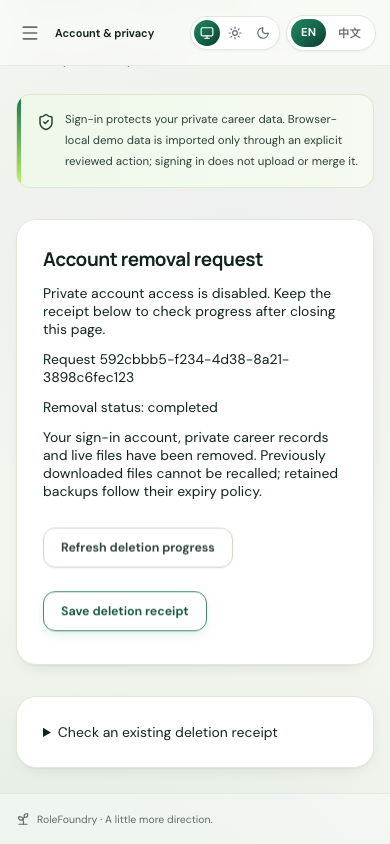 Account & privacy
EN
中文
Sign-in protects your private career data. Browser-
local demo data is imported only through an explicit
reviewed action; signing in does not upload or merge it.
Account removal request
Private account access is disabled. Keep the
receipt below to check progress after closing
this page.
Request 592cbbb5-f234-4d38-8a21-
3898c6fec123
Removal status: completed
Your sign-in account, private career records
and live files have been removed. Previously
downloaded files cannot be recalled; retained
backups follow their expiry policy.
Refresh deletion progress
Save deletion receipt
Check an existing deletion receipt
RoleFoundry · A little more direction.